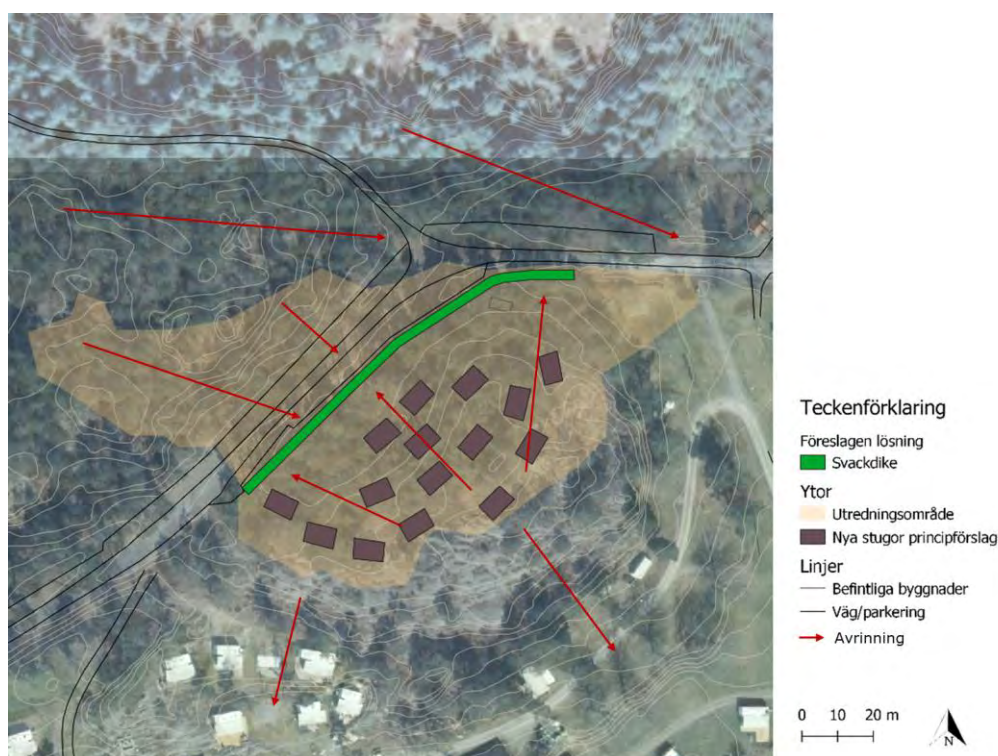 Teckenförklaring
Föreslagen lösning
Svackdike
Ytor
Utredningsområde
Nya stugor principförslag
Linjer
Befintliga byggnader
Väg/parkering
Avrinning
0 10 20 m
N